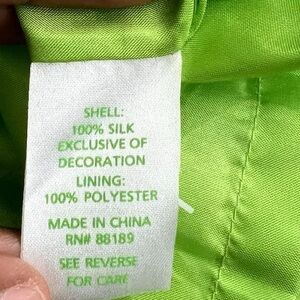 SHELL:
100% SILK
EXCLUSIVE OF
DECORATION
LINING:
100% POLYESTER
MADE IN CHINA
RN# 88189
SEE REVERSE
FOR CARE